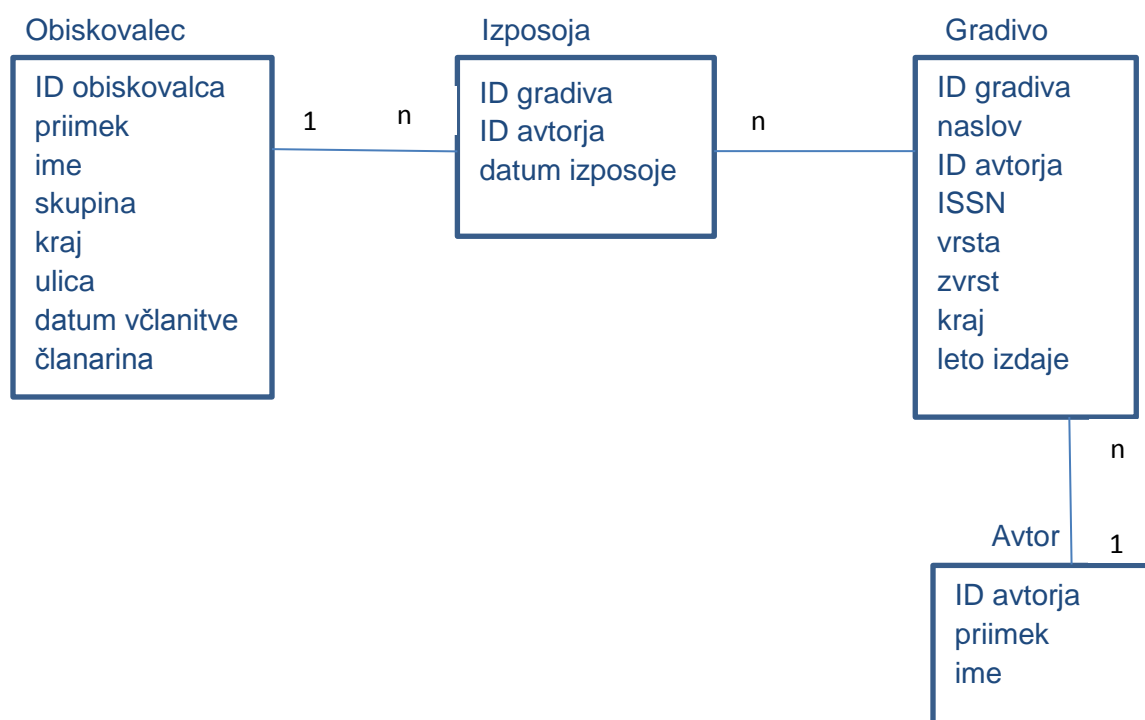 Obiskovalec
ID obiskovalca
priimek
ime
skupina
kraj
ulica
datum včlanitve
članarina
1
n
Izposoja
ID gradiva
ID avtorja
datum izposoje
n
Gradivo
ID gradiva
naslov
ID avtorja
ISSN
vrsta
zvrst
kraj
leto izdaje
n
1
Avtor
ID avtorja
priimek
ime